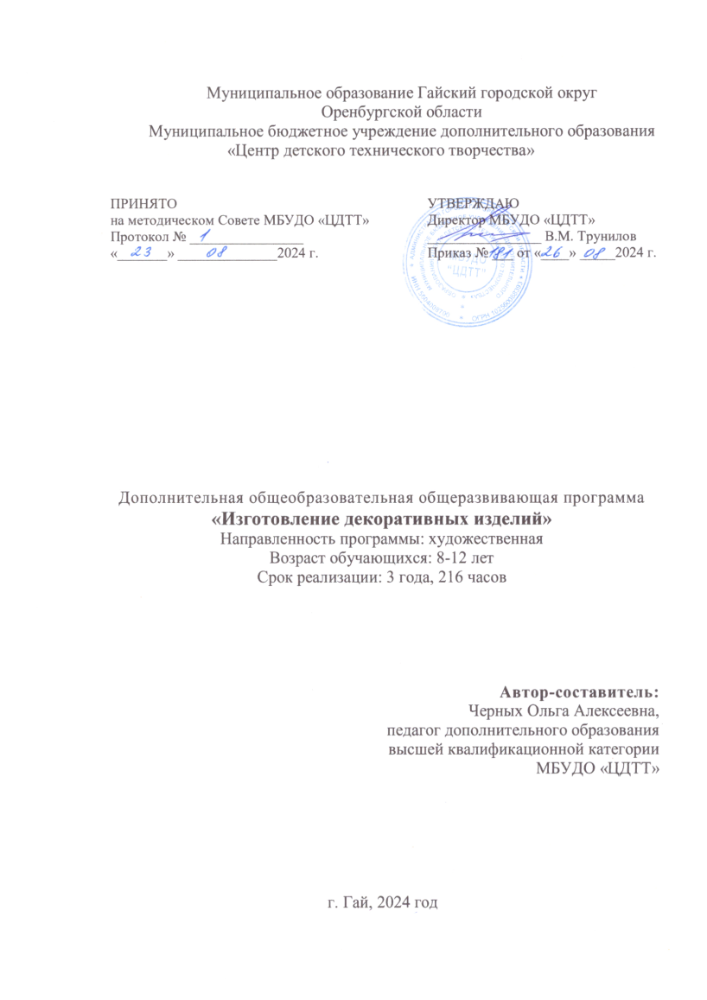 Муниципальное образование Гайский городской округ
Оренбургской области
Муниципальное бюджетное учреждение дополнительного образования
«Центр детского технического творчества»
ПРИНЯТО
на методическом Совете МБУДО «ЦДТТ»
Протокол № 1
« 23 » 08 2024 г.
УТВЕРЖДАЮ
Директор МБУДО «ЦДТТ»
В.М. Трунилов
Приказ № 181 от « 26 » 08 2024 г.
"ЦДТТ"
Дополнительная общеобразовательная общеразвивающая программа
«Изготовление декоративных изделий»
Направленность программы: художественная
Возраст обучающихся: 8-12 лет
Срок реализации: 3 года, 216 часов
Автор-составитель:
Черных Ольга Алексеевна,
педагог дополнительного образования
высшей квалификационной категории
МБУДО «ЦДТТ»
г. Гай, 2024 год